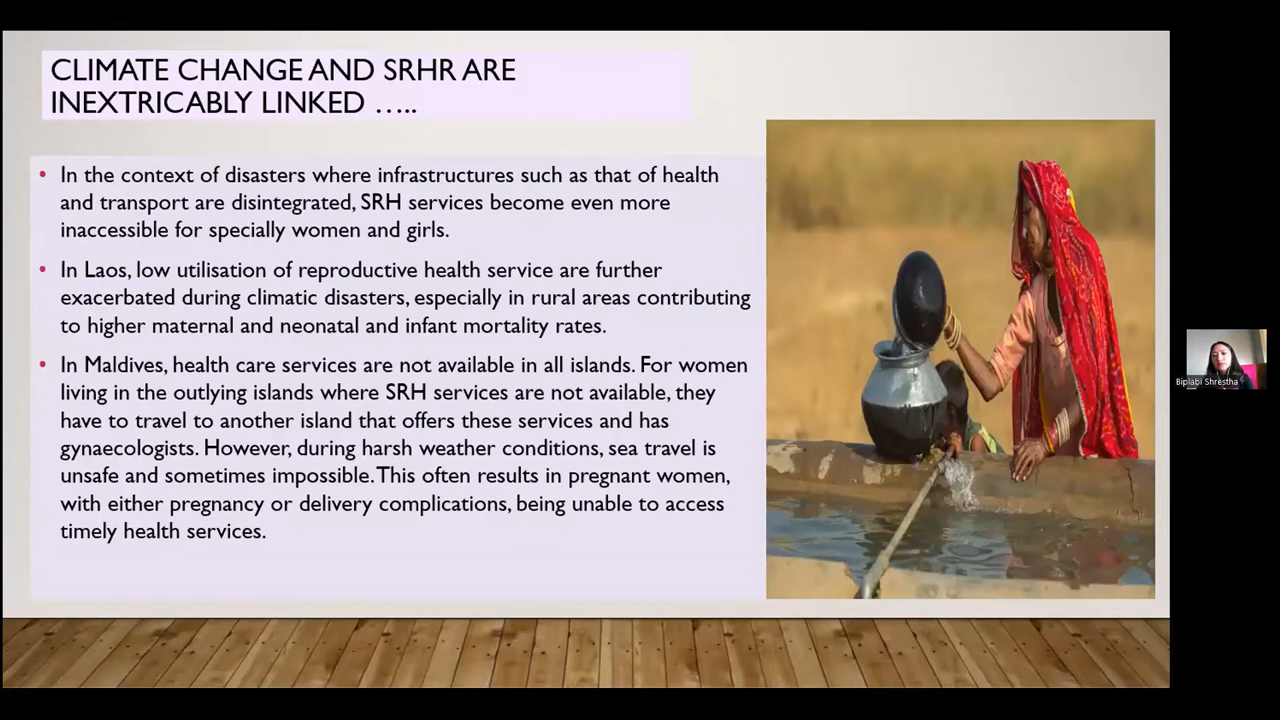 CLIMATE CHANGE AND SRHR ARE
INEXTRICABLY LINKED …..
• In the context of disasters where infrastructures such as that of health
and transport are disintegrated, SRH services become even more
inaccessible for specially women and girls.
• In Laos, low utilisation of reproductive health service are further
exacerbated during climatic disasters, especially in rural areas contributing
to higher maternal and neonatal and infant mortality rates.
• In Maldives, health care services are not available in all islands. For women
living in the outlying islands where SRH services are not available, they
have to travel to another island that offers these services and has
gynaecologists. However, during harsh weather conditions, sea travel is
unsafe and sometimes impossible. This often results in pregnant women,
with either pregnancy or delivery complications, being unable to access
timely health services.
Biplabi Shrestha